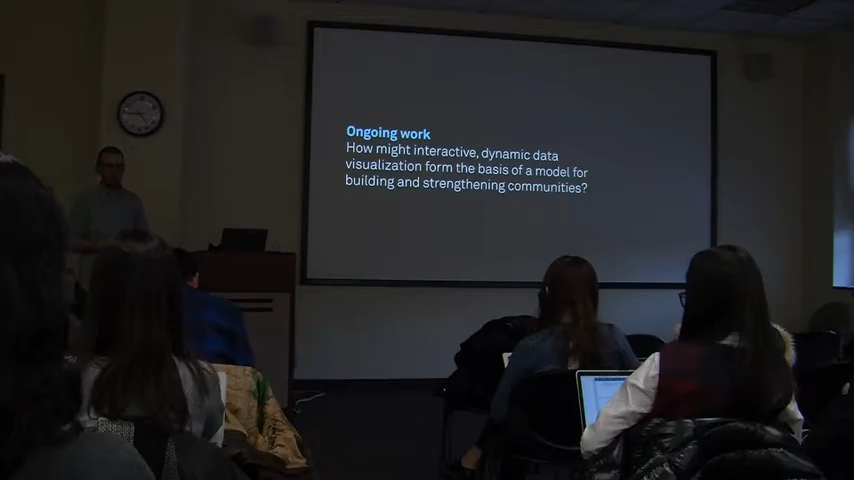 Ongoing work
How might interactive, dynamic data
visualization form the basis of a model for
building and strengthening communities?